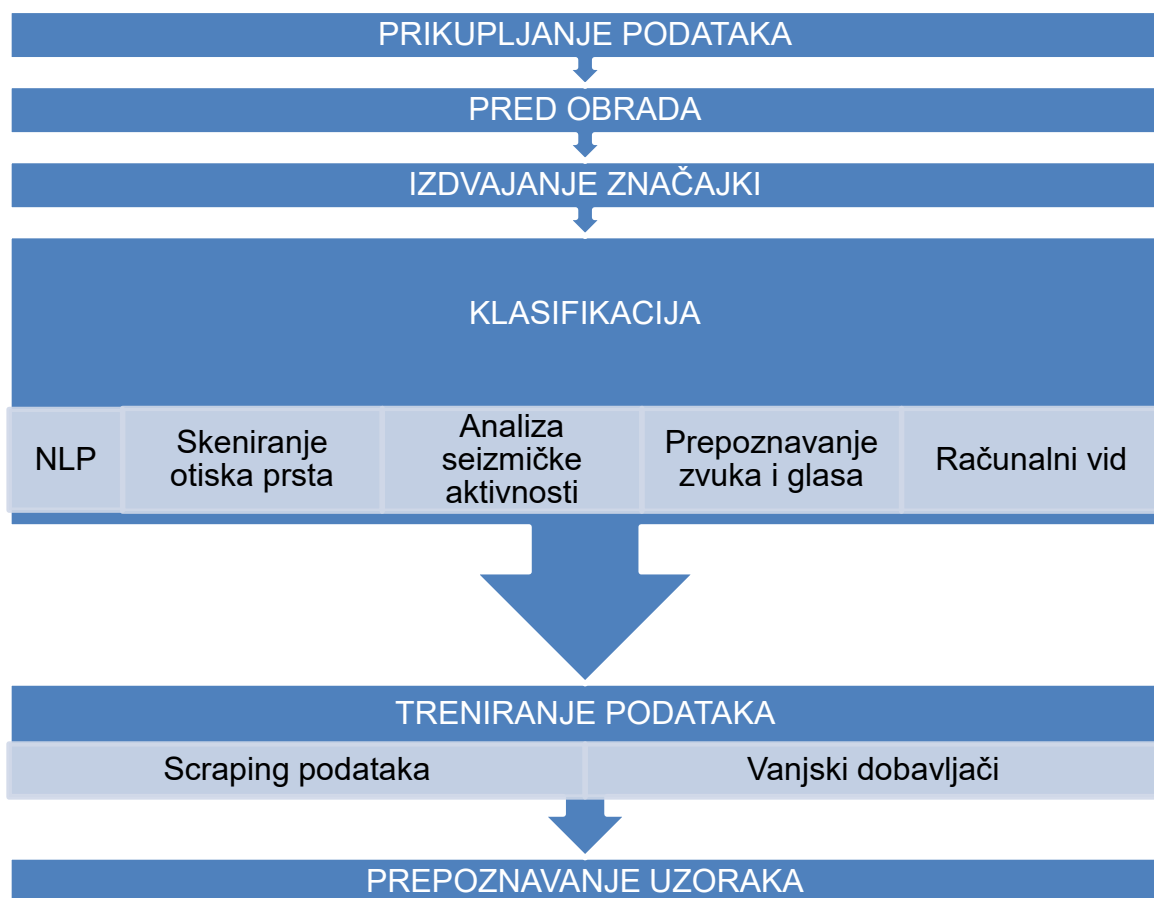 PRIKUPLJANJE PODATAKA
PRED OBRADA
IZDVAJANJE ZNAČAJKI
KLASIFIKACIJA
NLP
Skeniranje
otiska prsta
Analiza
seizmičke
aktivnosti
Prepoznavanje
zvuka i glasa
Računalni vid
TRENIRANJE PODATAKA
Scraping podataka
Vanjski dobavljači
PREPOZNAVANJE UZORAKA